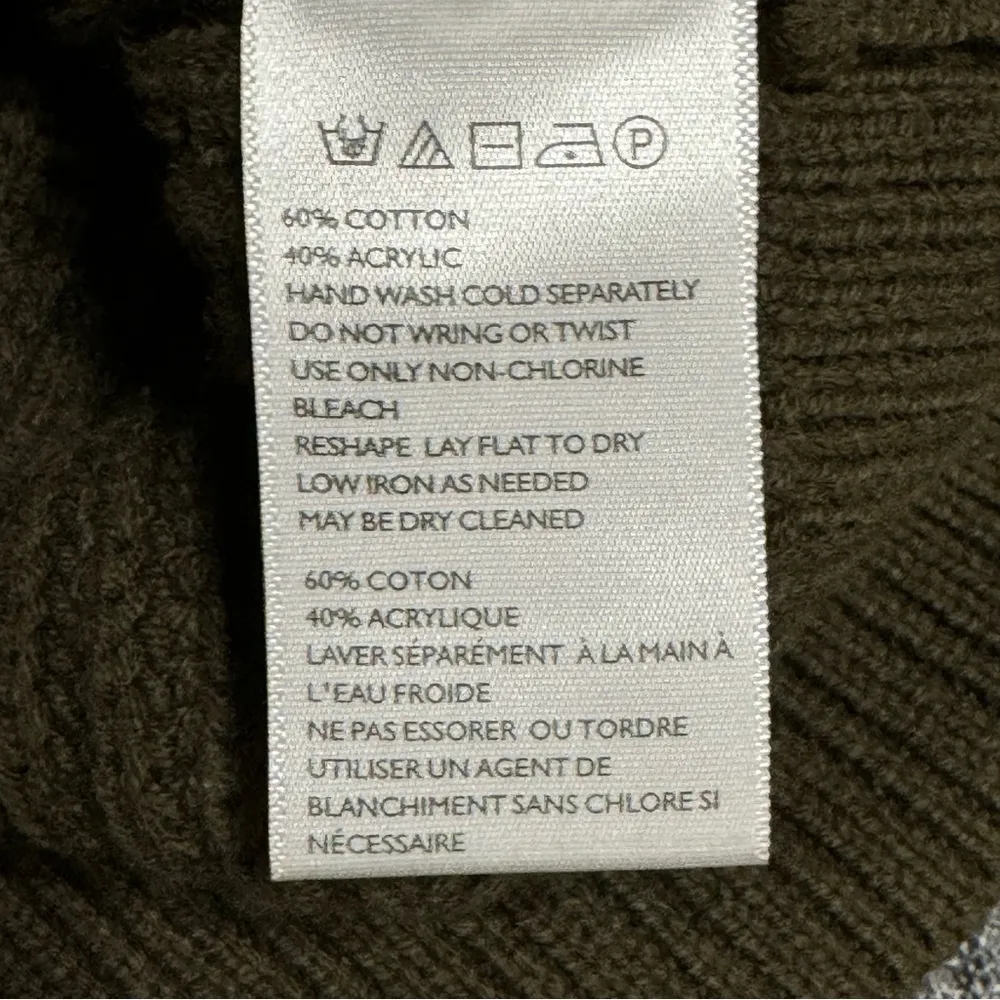 P
60% COTTON
40% ACRYLIC
HAND WASH COLD SEPARATELY
DO NOT WRING OR TWIST
USE ONLY NON-CHLORINE
BLEACH
RESHAPE LAY FLAT TO DRY
LOW IRON AS NEEDED
MAY BE DRY CLEANED
60% COTON
40% ACRYLIQUE
LAVER SÉPARÉMENT À LA MAIN À
L'EAU FROIDE
NE PAS ESSORER OU TORDRE
UTILISER UN AGENT DE
BLANCHIMENT SANS CHLORE SI
NÉCESSAIRE